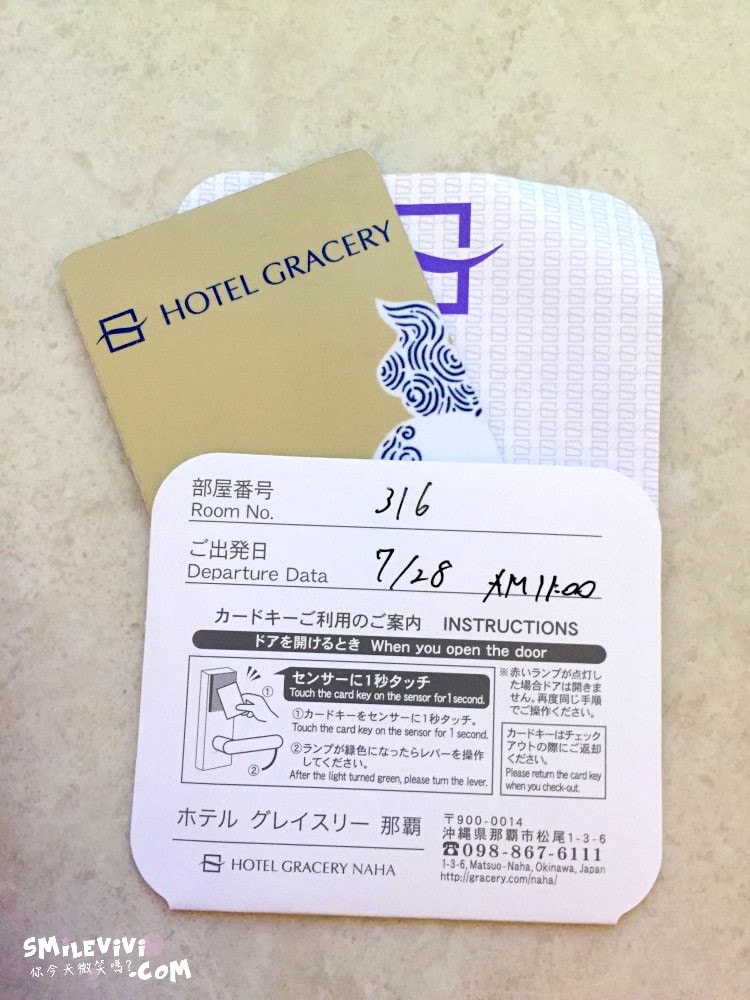 HOTEL GRACERY
部屋番号
Room No.
316
ご出発日
Departure Data
7/28 AM 11:00
カードキーご利用のご案内 INSTRUCTIONS
ドアを開けるとき When you open the door
センサーに1秒タッチ
Touch the card key on the sensor for 1 second.
①
②
①カードキーをセンサーに1秒タッチ。
Touch the card key on the sensor for 1 second.
②ランプが緑色になったらレバーを操作
してください。
After the light turned green, please turn the lever.
※赤いランプが点灯し
た場合ドアは開きま
せん。再度同じ手順
でご操作ください。
カードキーはチェック
アウトの際にご返却
ください。
Please return the card key
when you check-out.
ホテル グレイスリー 那覇
HOTEL GRACERY NAHA
〒900-0014
沖縄県那覇市松尾1-3-6
☎098-867-6111
1-3-6, Matsuo-Naha, Okinawa, Japan
http://gracery.com/naha/
SMILEVIVI
你今天微笑嗎?.COM